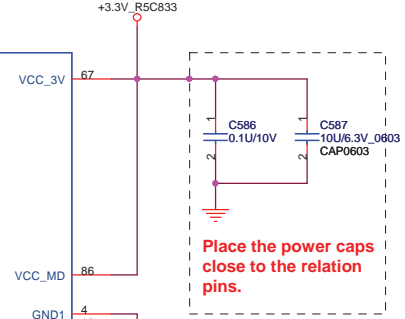 +3.3V_R5C833
VCC_3V
67
1
C586
0.1U/10V
2
1
C587
10U/6.3V_0603
CAP0603
2
Place the power caps
close to the relation
pins.
VCC_MD
86
GND1
4